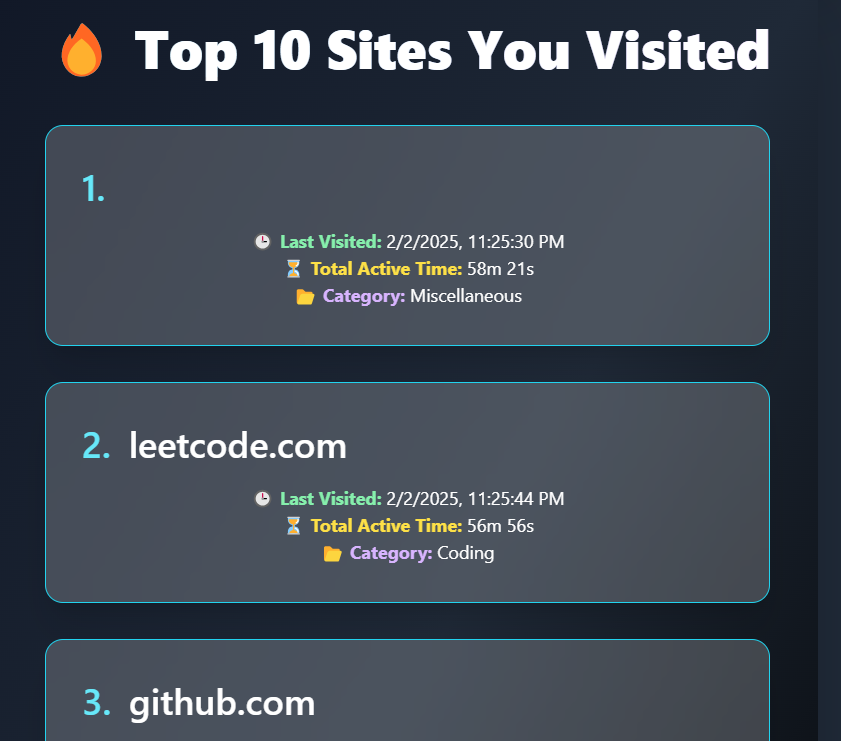 🔥 Top 10 Sites You Visited
1.
🕒 Last Visited: 2/2/2025, 11:25:30 PM
⏳ Total Active Time: 58m 21s
📂 Category: Miscellaneous
2. leetcode.com
🕒 Last Visited: 2/2/2025, 11:25:44 PM
⏳ Total Active Time: 56m 56s
📂 Category: Coding
3. github.com